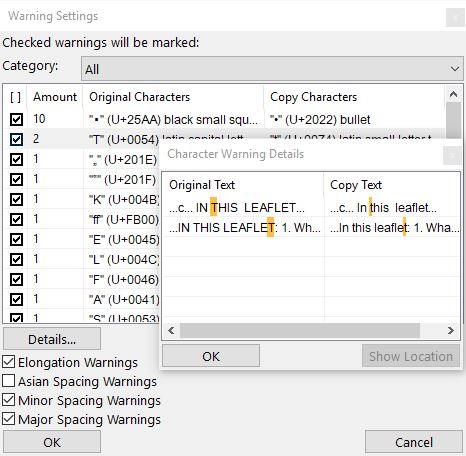 Warning Settings
Checked warnings will be marked:
Category: All
[ ] Amount Original Characters Copy Characters
10 "▪" (U+25AA) black small squ... "•" (U+2022) bullet
2 "T" (U+0054) latin capital lett "t" (U+0074) latin small letter t
1 "„" (U+201E)
1 "‟" (U+201F)
1 "K" (U+004B)
1 "ff" (U+FB00)
1 "E" (U+0045)
1 "L" (U+004C)
1 "F" (U+0046)
1 "A" (U+0041)
1 "S" (U+0053)
Character Warning Details
Original Text Copy Text
...c... IN THIS LEAFLET... ...c... In this leaflet...
...IN THIS LEAFLET: 1. Wh... ...In this leaflet: 1. Wha...
OK Show Location
Details...
Elongation Warnings
Asian Spacing Warnings
Minor Spacing Warnings
Major Spacing Warnings
OK Cancel